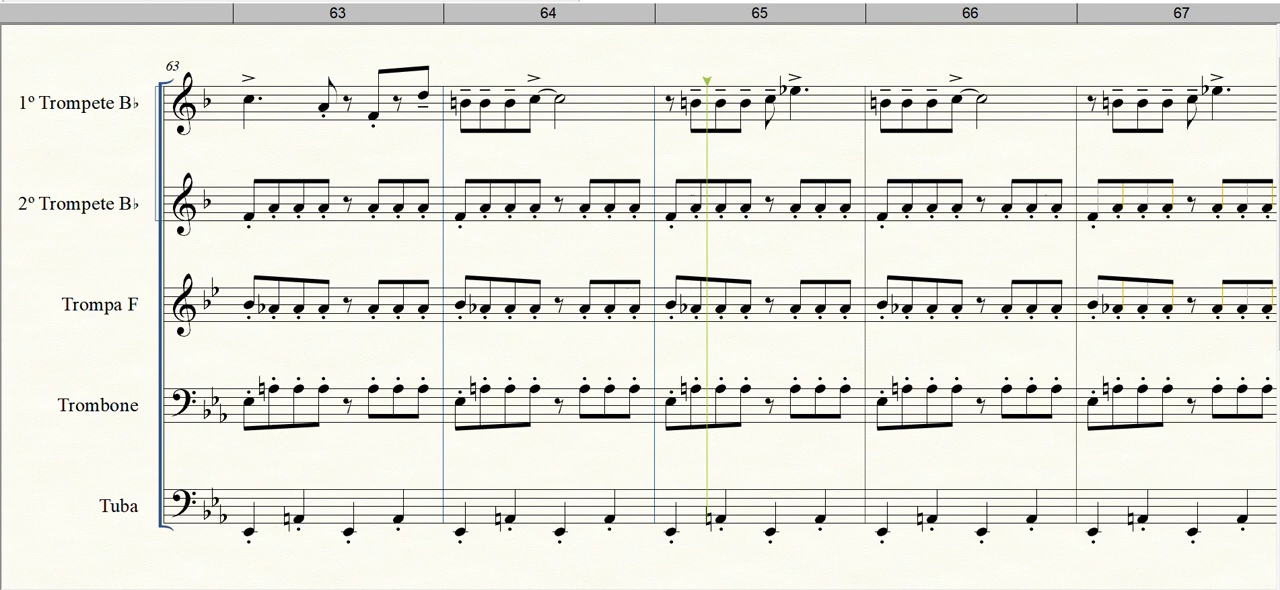 63 64 65 66 67
63
1º Trompete B♭
2º Trompete B♭
Trompa F
Trombone
Tuba